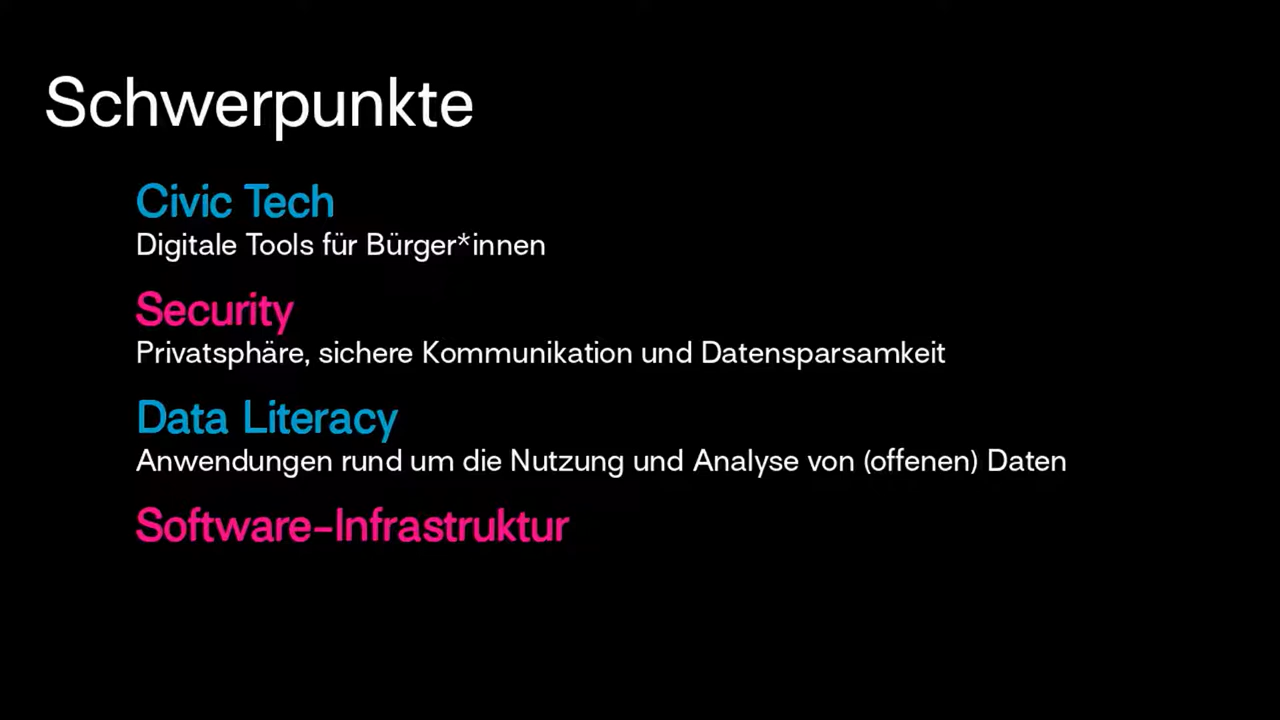 Schwerpunkte
Civic Tech
Digitale Tools für Bürger*innen
Security
Privatsphäre, sichere Kommunikation und Datensparsamkeit
Data Literacy
Anwendungen rund um die Nutzung und Analyse von (offenen) Daten
Software-Infrastruktur